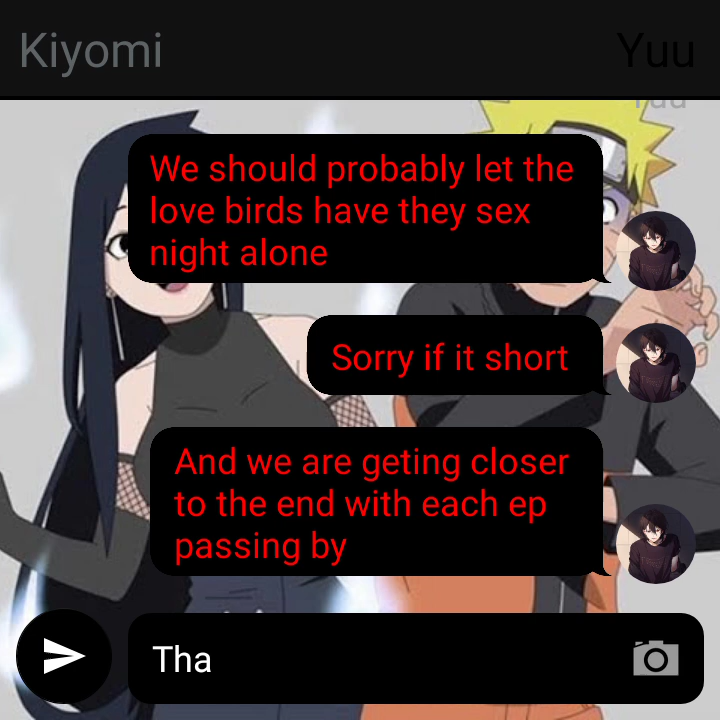 Kiyomi
Yuu
We should probably let the
love birds have they sex
night alone
Sorry if it short
And we are geting closer
to the end with each ep
passing by
Tha